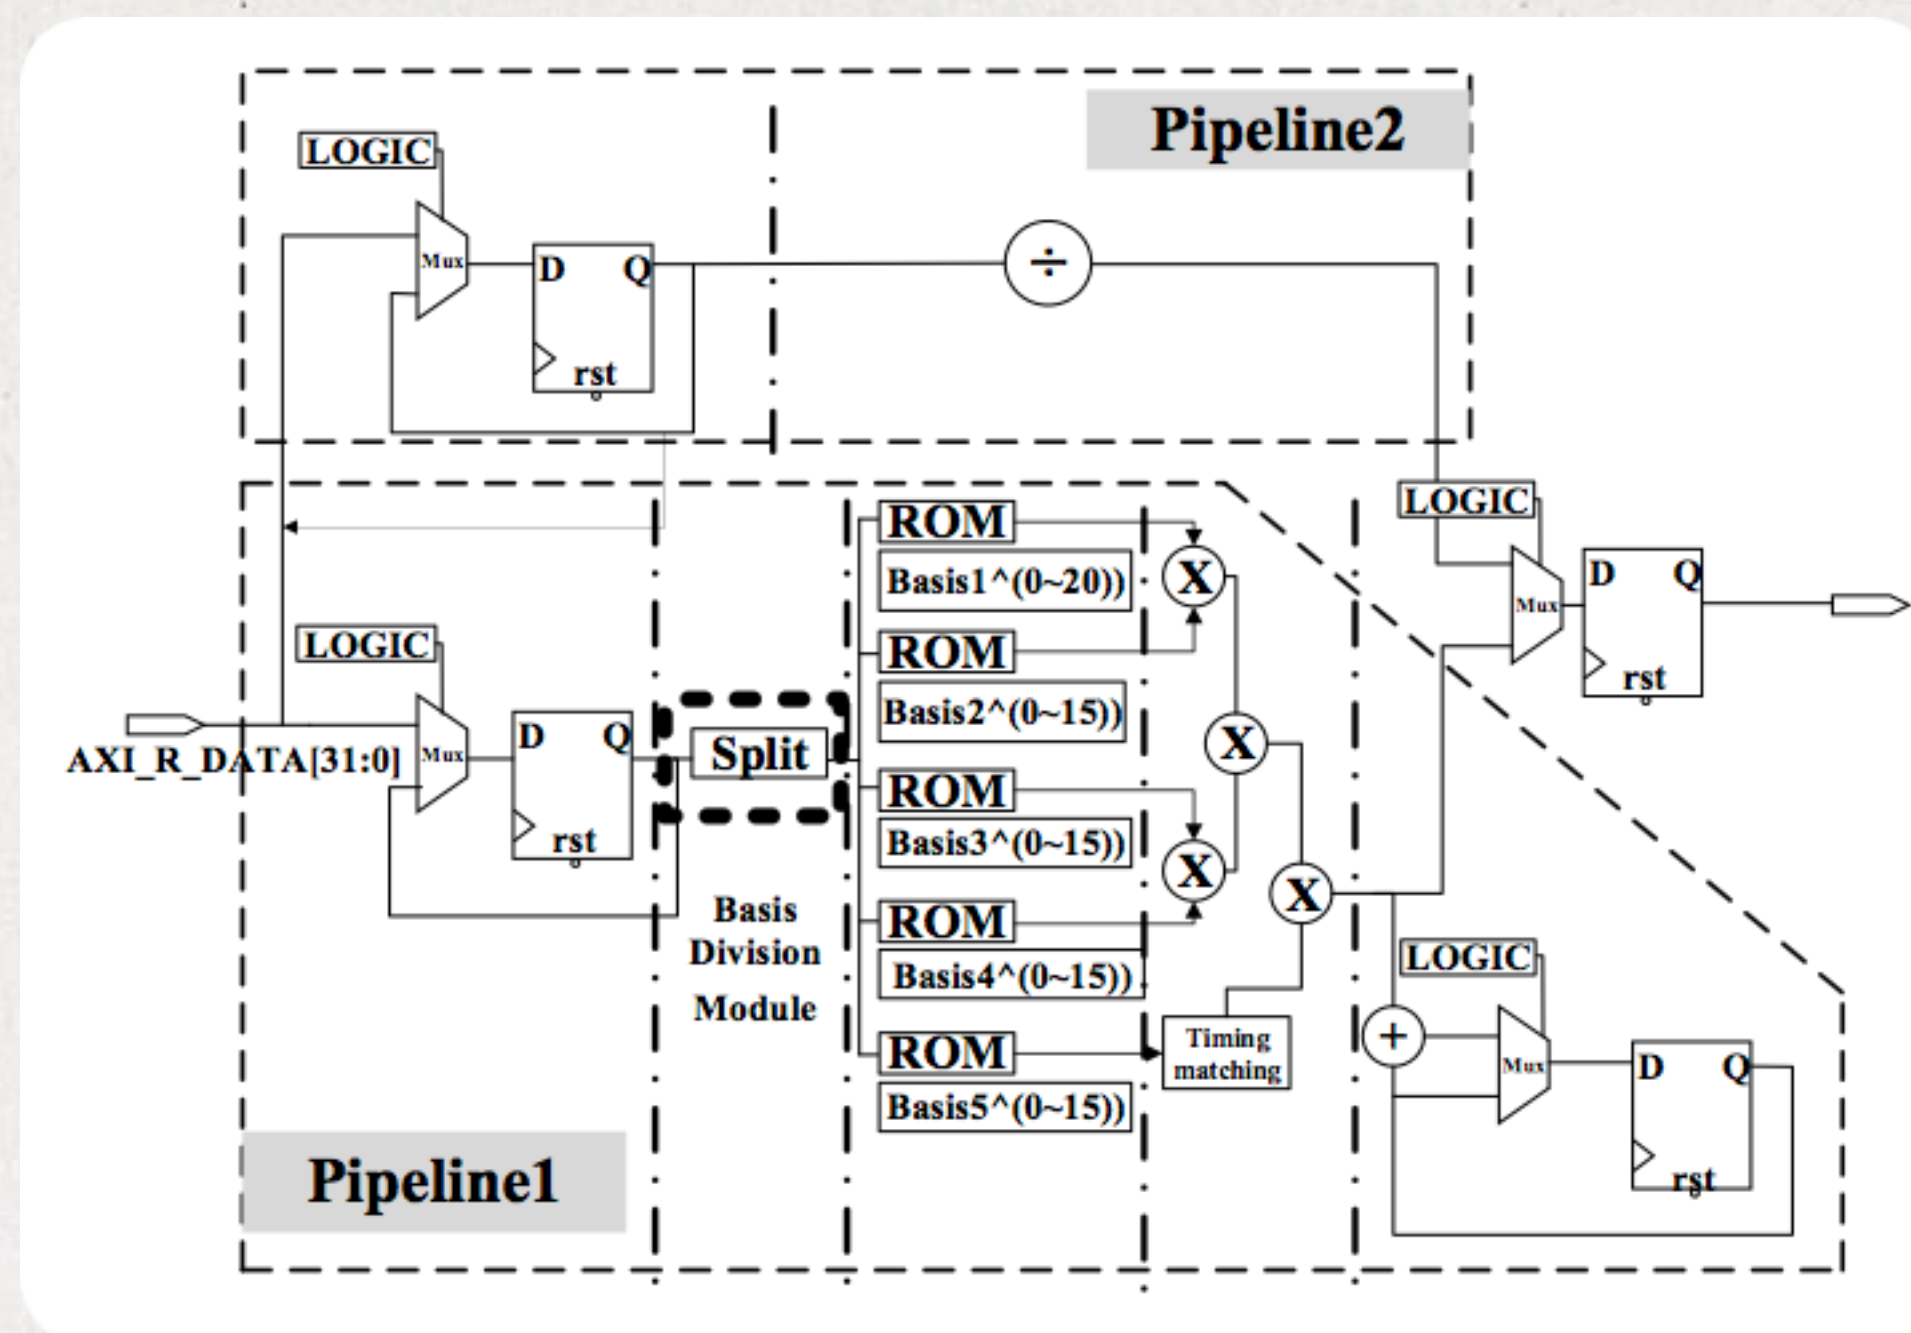 Pipeline2
LOGIC
Mux
D Q
rst
÷
LOGIC
Mux
D Q
rst
AXI_R_DATA[31:0]
LOGIC
Mux
D Q
rst
Split
Basis
Division
Module
ROM
Basis1^(0~20))
ROM
Basis2^(0~15))
ROM
Basis3^(0~15))
ROM
Basis4^(0~15))
ROM
Basis5^(0~15))
X
X
X
X
Timing
matching
LOGIC
+
Mux
D Q
rst
Pipeline1